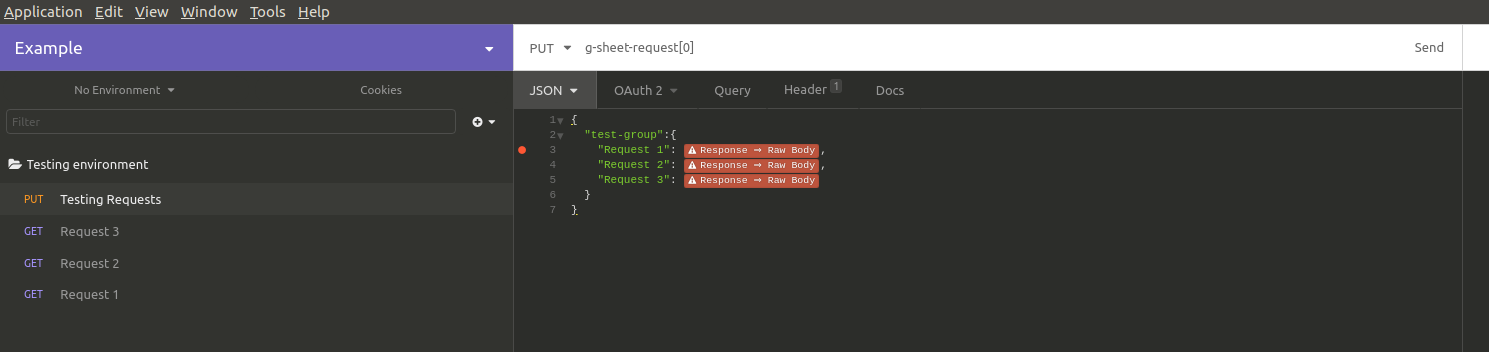 Application Edit View Window Tools Help
Example
PUT g-sheet-request[0] Send
No Environment Cookies
JSON OAuth 2 Query Header 1 Docs
Filter
Testing environment
PUT Testing Requests
GET Request 3
GET Request 2
GET Request 1
1 {
2 "test-group":{
3 "Request 1": Response ⇒ Raw Body ,
4 "Request 2": Response ⇒ Raw Body ,
5 "Request 3": Response ⇒ Raw Body
6 }
7 }